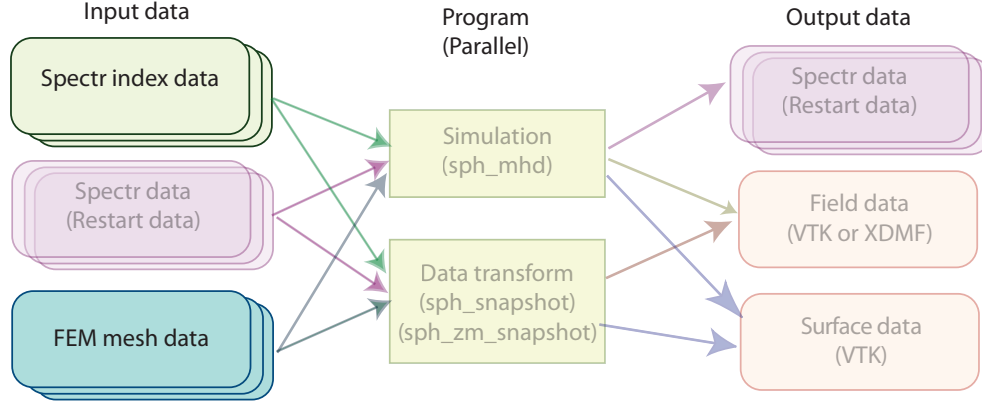 Input data
Program
(Parallel)
Output data
Spectr index data
Spectr data
(Restart data)
FEM mesh data
Simulation
(sph_mhd)
Data transform
(sph_snapshot)
(sph_zm_snapshot)
Spectr data
(Restart data)
Field data
(VTK or XDMF)
Surface data
(VTK)